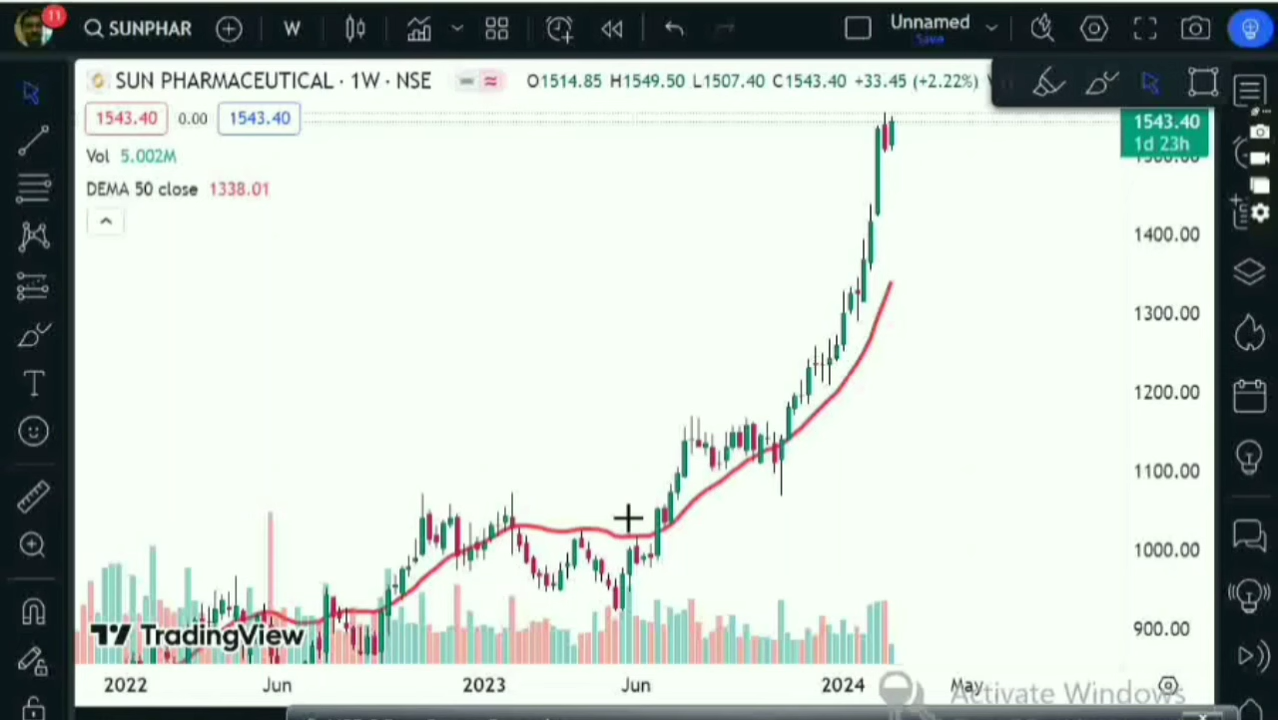 11
SUNPHAR
W
Unnamed
Save
SUN PHARMACEUTICAL · 1W · NSE
O1514.85 H1549.50 L1507.40 C1543.40 +33.45 (+2.22%)
1543.40 0.00 1543.40
Vol 5.002M
DEMA 50 close 1338.01
1543.40
1d 23h
1400.00
1300.00
1200.00
1100.00
1000.00
900.00
TradingView
2022 Jun 2023 Jun 2024 May
Activate Windows